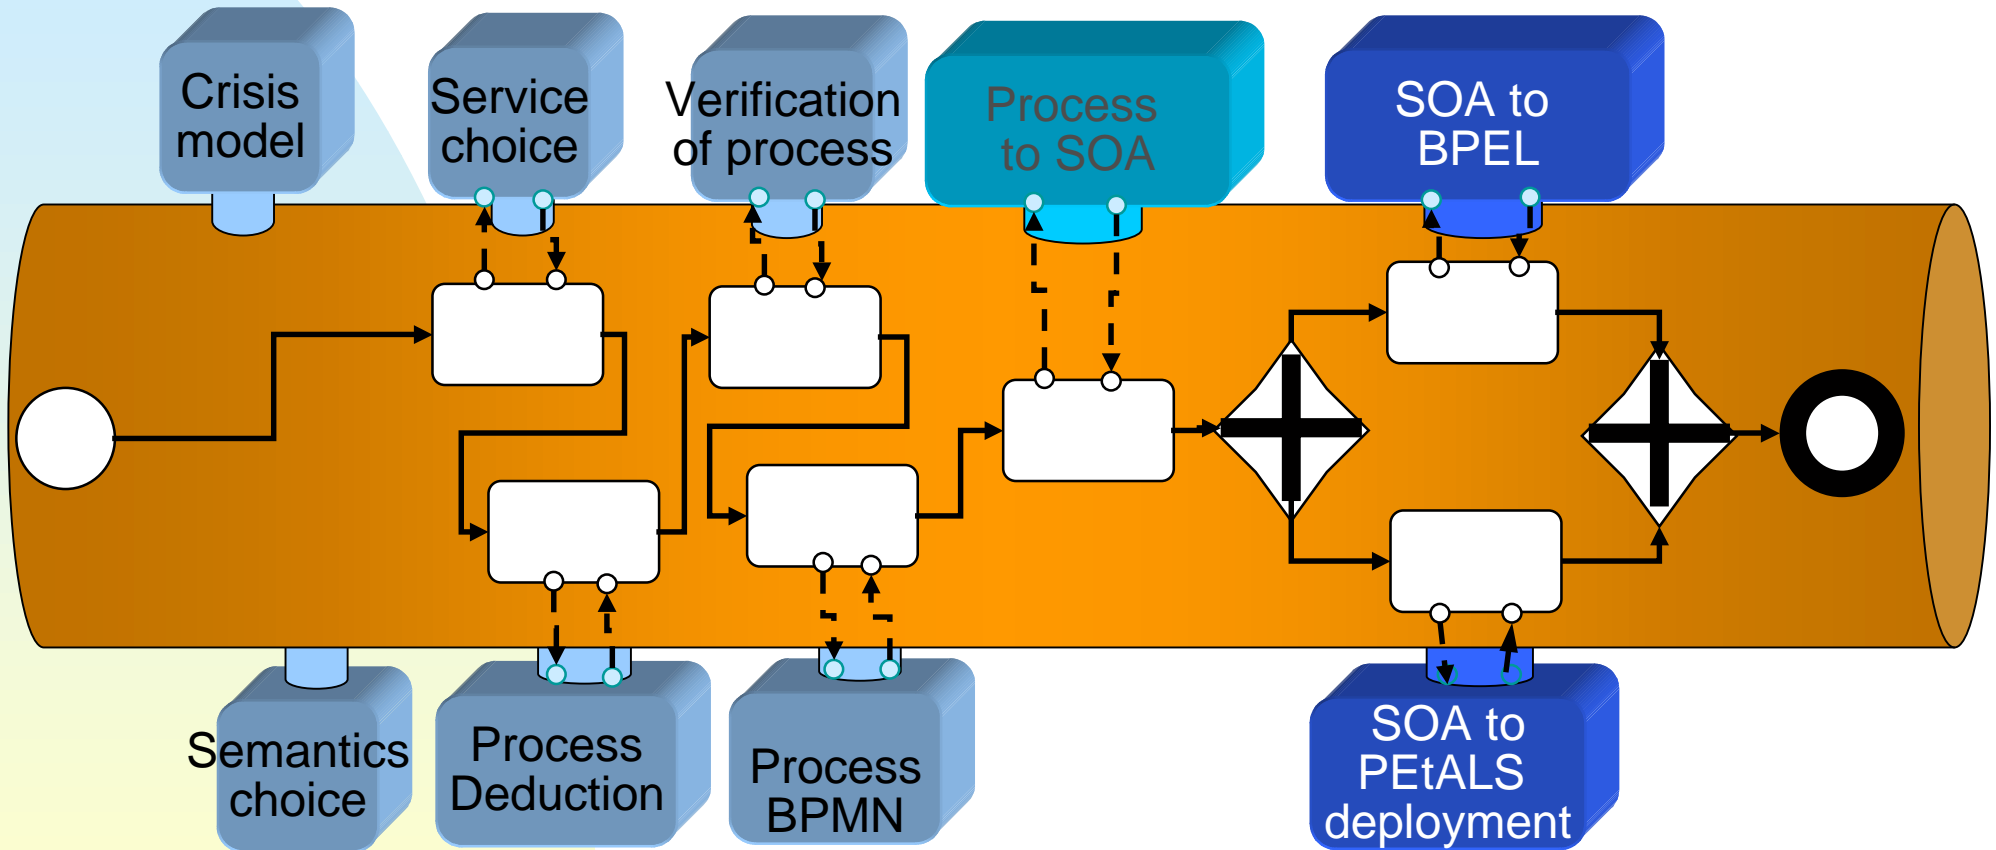 Crisis
model
Service
choice
Verification
of process
Process
to SOA
SOA to
BPEL
Semantics
choice
Process
Deduction
Process
BPMN
SOA to
PEtALS
deployment